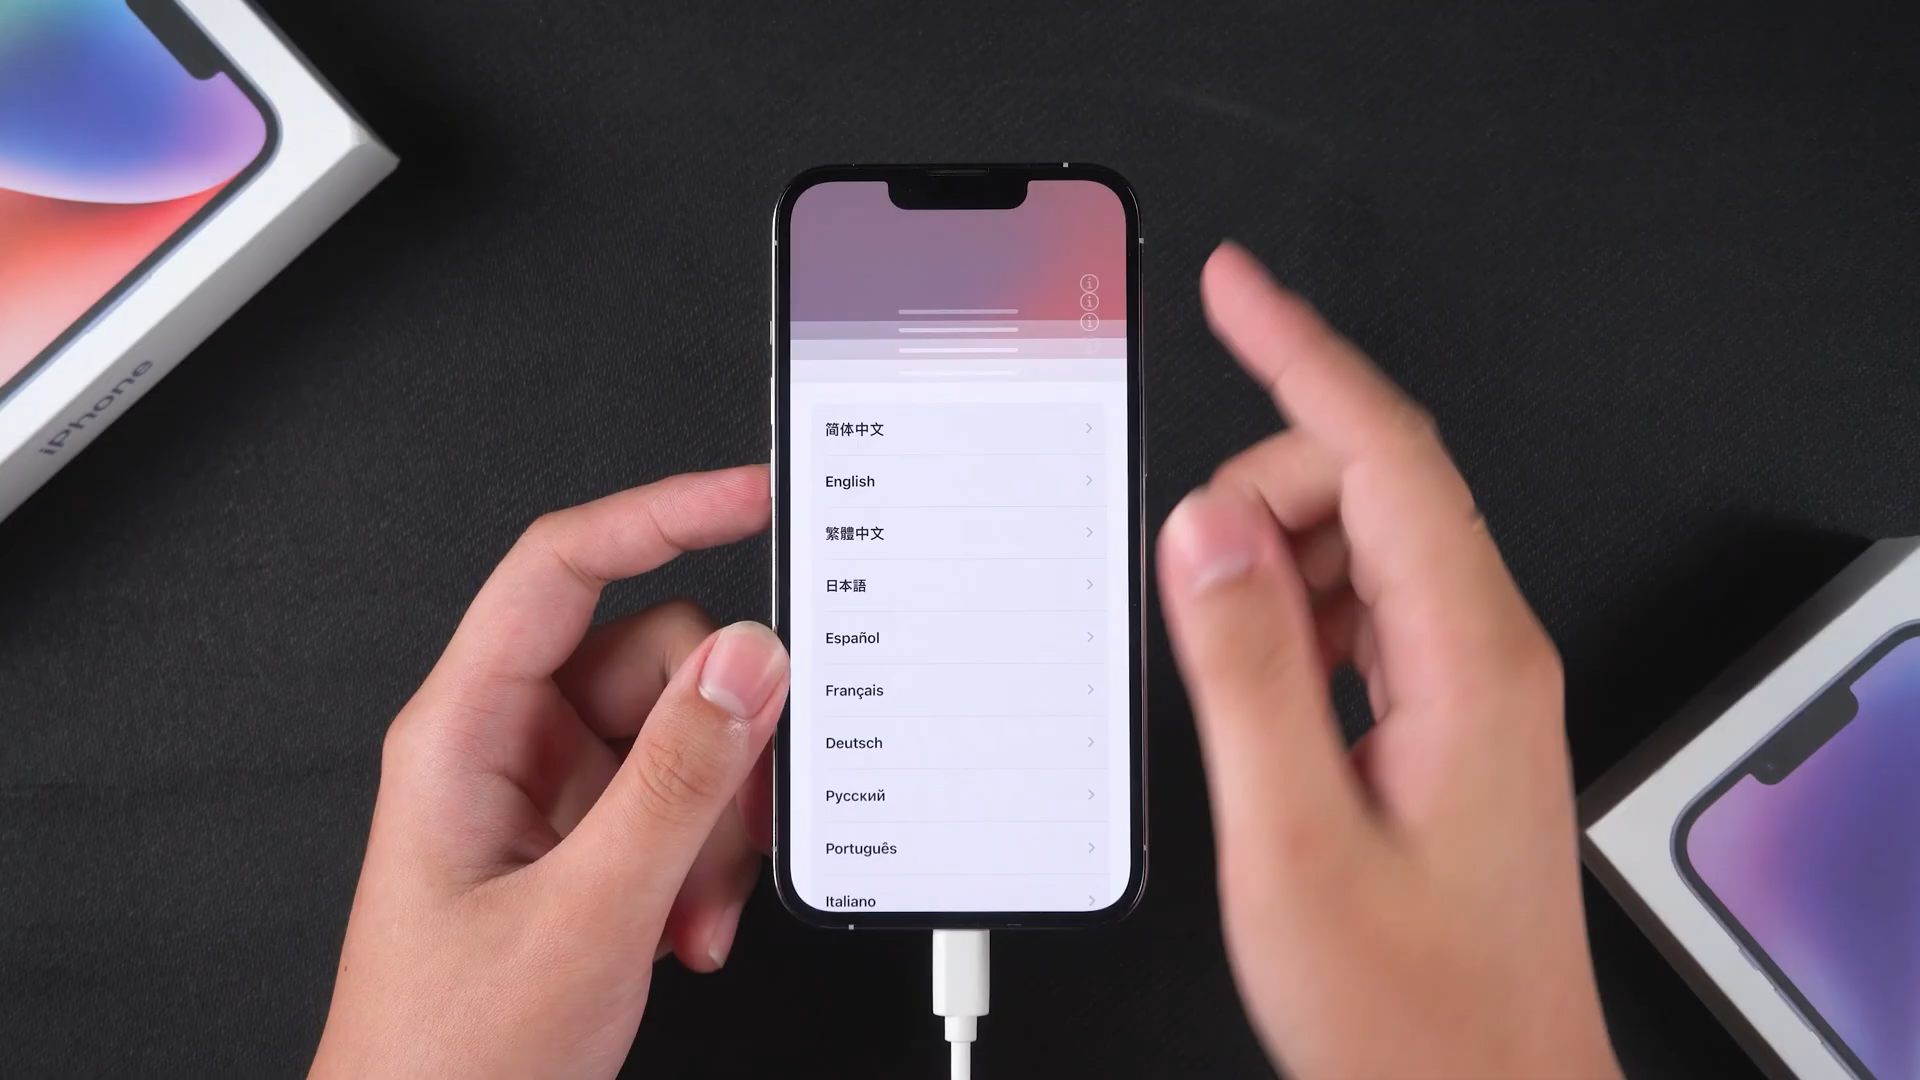 iPhone
简体中文
English
繁體中文
日本語
Español
Français
Deutsch
Русский
Português
Italiano